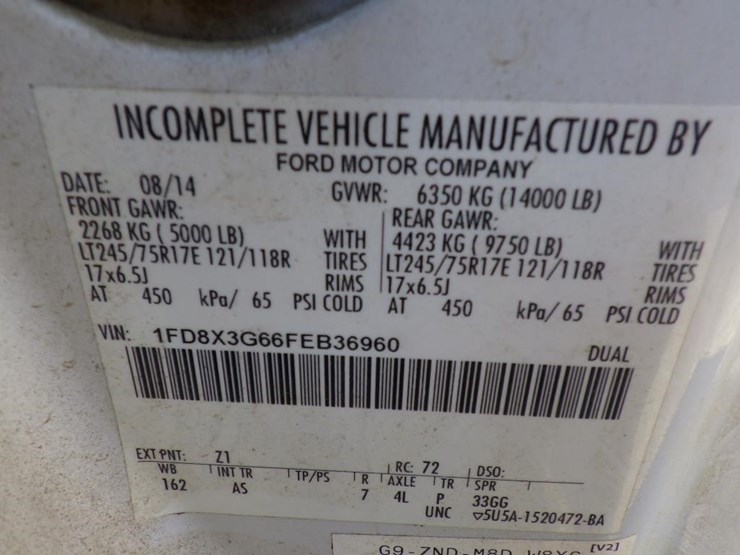 INCOMPLETE VEHICLE MANUFACTURED BY
FORD MOTOR COMPANY
DATE: 08/14 GVWR: 6350 KG (14000 LB)
FRONT GAWR: REAR GAWR:
2268 KG ( 5000 LB) WITH 4423 KG ( 9750 LB) WITH
LT245/75R17E 121/118R TIRES LT245/75R17E 121/118R TIRES
17x6.5J RIMS 17x6.5J RIMS
AT 450 kPa/ 65 PSI COLD AT 450 kPa/ 65 PSI COLD
VIN: 1FD8X3G66FEB36960 DUAL
EXT PNT: Z1 RC: 72 DSO:
WB INT TR TP/PS R AXLE TR SPR
162 AS 7 4L P 33GG
UNC ▽5U5A-1520472-BA
[V2]
G9-ZND-M8D